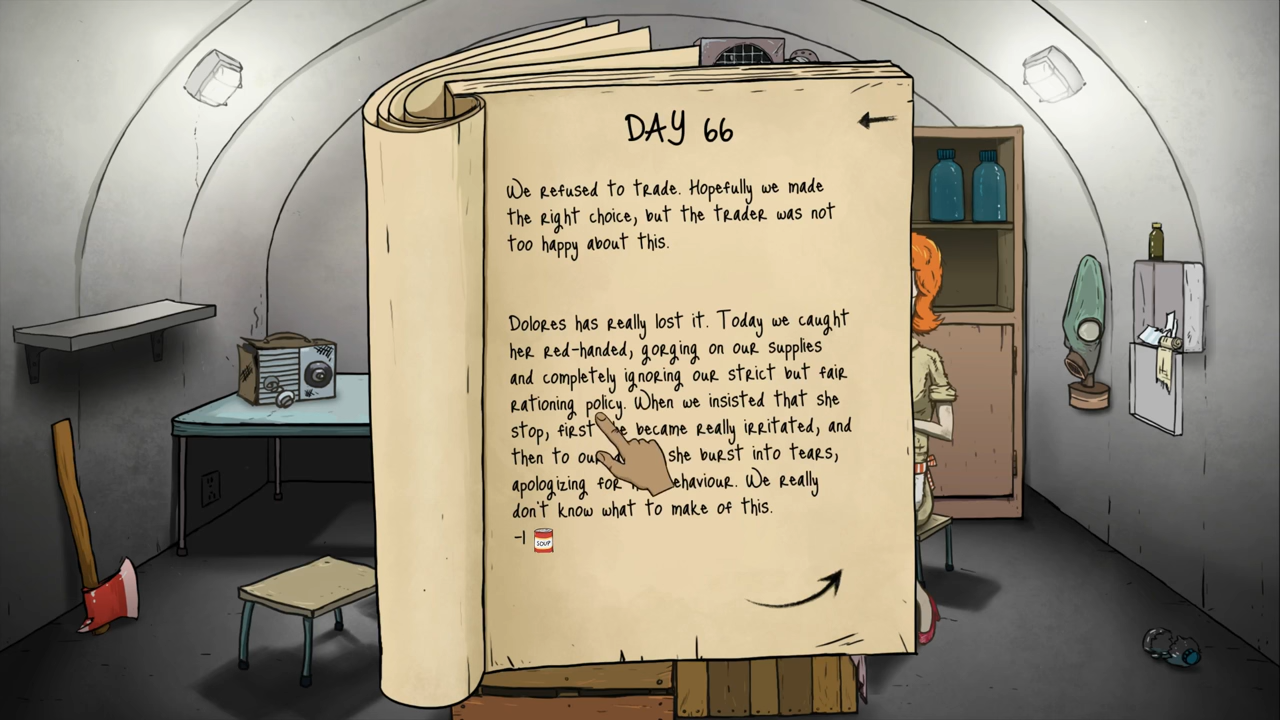 DAY 66
We refused to trade. Hopefully we made
the right choice, but the trader was not
too happy about this.
Dolores has really lost it. Today we caught
her red-handed, gorging on our supplies
and completely ignoring our strict but fair
rationing policy. When we insisted that she
stop, first became really irritated, and
then to our she burst into tears,
apologizing for behaviour. We really
don't know what to make of this.
-1 SOUP